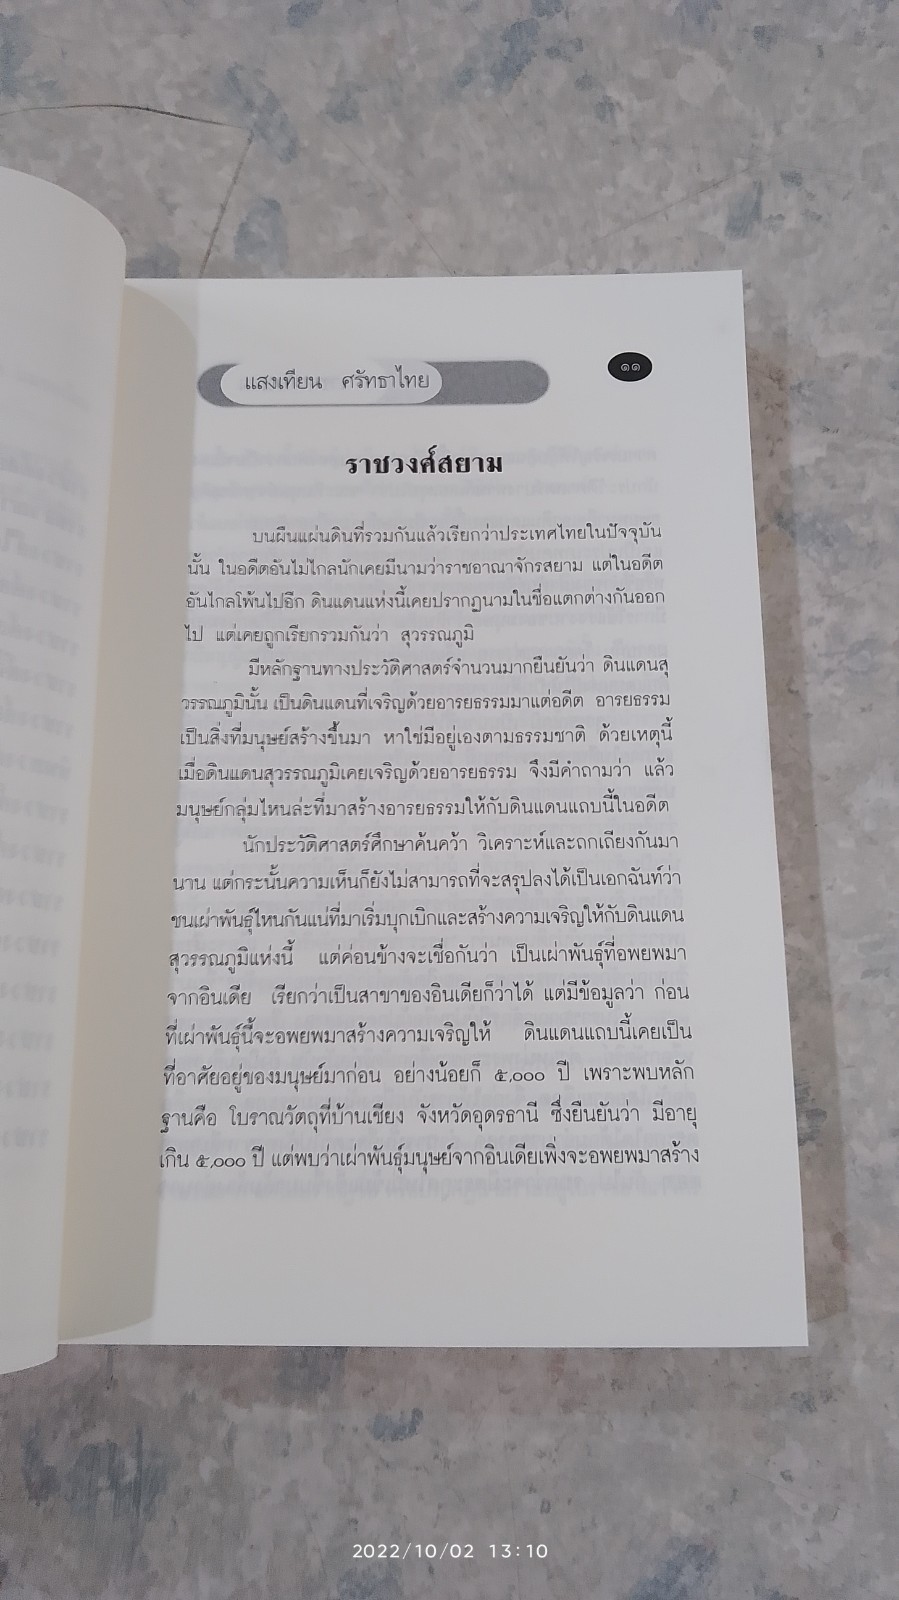 แสงเทียน ศรัทธาไทย
๑๑
ราชวงศ์สยาม
บนผืนแผ่นดินที่รวมกันแล้วเรียกว่าประเทศไทยในปัจจุบัน
นั้น ในอดีตอันไม่ไกลนักเคยมีนามว่าราชอาณาจักรสยาม แต่ในอดีต
อันไกลโพ้นไปอีก ดินแดนแห่งนี้เคยปรากฏนามในชื่อแตกต่างกันออก
ไป แต่เคยถูกเรียกรวมกันว่า สุวรรณภูมิ
มีหลักฐานทางประวัติศาสตร์จำนวนมากยืนยันว่า ดินแดนสุ
วรรณภูมินั้น เป็นดินแดนที่เจริญด้วยอารยธรรมมาแต่อดีต อารยธรรม
เป็นสิ่งที่มนุษย์สร้างขึ้นมา หาใช่มีอยู่เองตามธรรมชาติ ด้วยเหตุนี้
เมื่อดินแดนสุวรรณภูมิเคยเจริญด้วยอารยธรรม จึงมีคำถามว่า แล้ว
มนุษย์กลุ่มไหนล่ะที่มาสร้างอารยธรรมให้กับดินแดนแถบนี้ในอดีต
นักประวัติศาสตร์ศึกษาค้นคว้า วิเคราะห์และถกเถียงกันมา
นาน แต่กระนั้นความเห็นก็ยังไม่สามารถที่จะสรุปลงได้เป็นเอกฉันท์ว่า
ชนเผ่าพันธุ์ไหนกันแน่ที่มาเริ่มบุกเบิกและสร้างความเจริญให้กับดินแดน
สุวรรณภูมิแห่งนี้ แต่ค่อนข้างจะเชื่อกันว่า เป็นเผ่าพันธุ์ที่อพยพมา
จากอินเดีย เรียกว่าเป็นสาขาของอินเดียก็ว่าได้ แต่มีข้อมูลว่า ก่อน
ที่เผ่าพันธุ์นี้จะอพยพมาสร้างความเจริญให้ ดินแดนแถบนี้เคยเป็น
ที่อาศัยอยู่ของมนุษย์มาก่อน อย่างน้อยก็ ๕,๐๐๐ ปี เพราะพบหลัก
ฐานคือ โบราณวัตถุที่บ้านเชียง จังหวัดอุดรธานี ซึ่งยืนยันว่า มีอายุ
เกิน ๕,๐๐๐ ปี แต่พบว่าเผ่าพันธุ์มนุษย์จากอินเดียเพิ่งจะอพยพมาสร้าง
2022/10/02 13:10